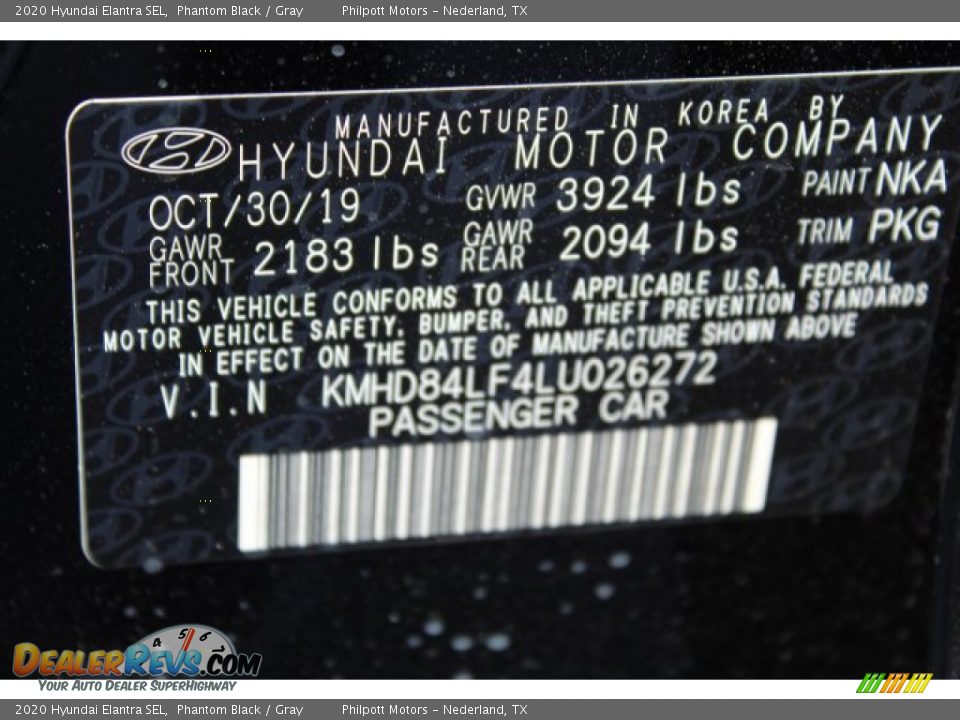 2020 Hyundai Elantra SEL, Phantom Black / Gray Philpott Motors - Nederland, TX
MANUFACTURED IN KOREA BY
HYUNDAI MOTOR COMPANY
OCT/30/19 GVWR 3924 lbs PAINT NKA
GAWR FRONT 2183 lbs GAWR REAR 2094 lbs TRIM PKG
THIS VEHICLE CONFORMS TO ALL APPLICABLE U.S.A. FEDERAL
MOTOR VEHICLE SAFETY, BUMPER, AND THEFT PREVENTION STANDARDS
IN EFFECT ON THE DATE OF MANUFACTURE SHOWN ABOVE
V.I.N KMHD84LF4LU026272
PASSENGER CAR
4 5 6 7
DEALERREVS.COM
YOUR AUTO DEALER SUPERHIGHWAY
2020 Hyundai Elantra SEL, Phantom Black / Gray Philpott Motors - Nederland, TX